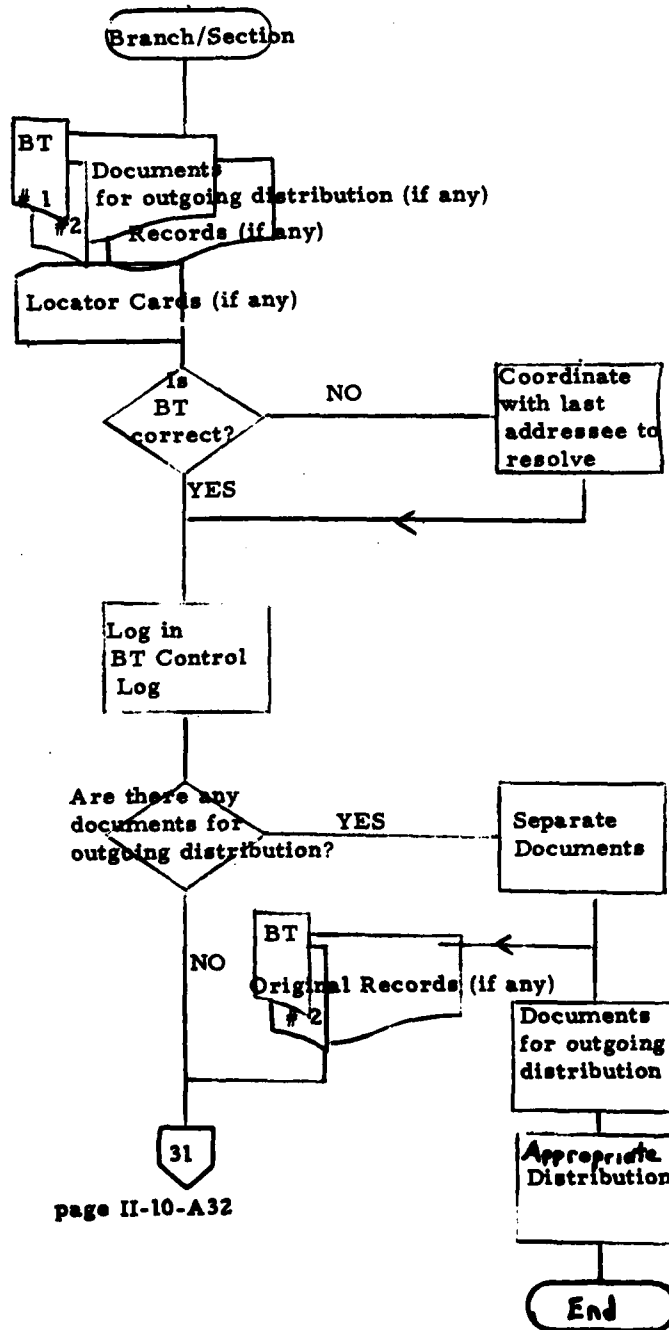 Branch/Section
BT
# 1
#2
Documents
for outgoing distribution (if any)
Records (if any)
Locator Cards (if any)
Is
BT
correct?
NO
Coordinate
with last
addressee to
resolve
YES
Log in
BT Control
Log
Are there any
documents for
outgoing distribution?
YES
Separate
Documents
NO
BT
Original Records (if any)
# 2
Documents
for outgoing
distribution
Appropriate
Distribution
31
page II-10-A32
End